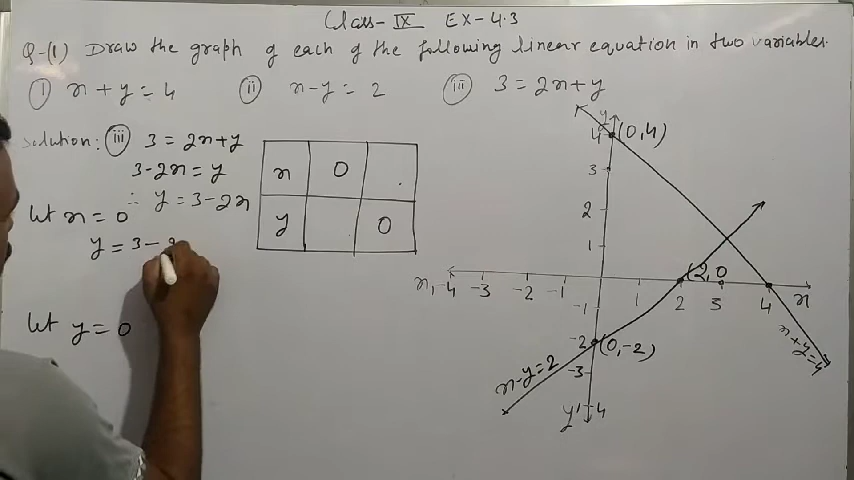 Class-IX EX-4.3
Q-(1) Draw the graph of each of the following linear equation in two variables.
(i) x + y = 4 (ii) x-y = 2 (iii) 3 = 2x+y
Solution: (iii) 3 = 2x+y
3-2x = y
∴ y = 3-2x
let x = 0
y = 3-
let y = 0
x 0
y 0
y
4 (0,4)
3
2
1
x, -4 -3 -2 -1 1 2 3 4 x
(2,0
-1
-2 (0,-2)
-3
y' -4
x-y=2
x+y=4